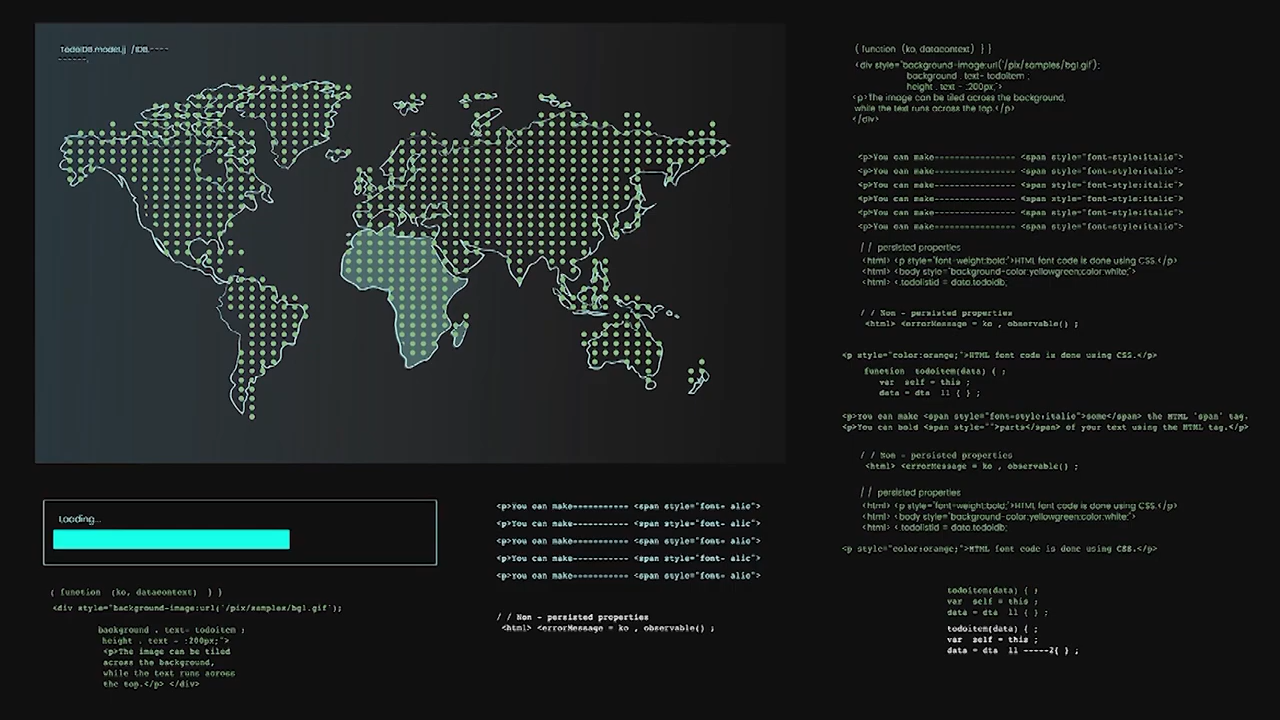 Loading...
( function (ko, datacontext) } }
<div style="background-image:url('/pix/samples/bg1.gif');
background . text- todoitem ;
height . text - :200px;">
<p>The image can be tiled
across the background,
while the text runs across
the top.</p> </div>
<p>You can make----------- <span style="font- alic">
<p>You can make----------- <span style="font- alic">
<p>You can make----------- <span style="font- alic">
<p>You can make----------- <span style="font- alic">
<p>You can make----------- <span style="font- alic">
/ / Non - persisted properties
<html> <errorMessage = ko , observable() ;
( function (ko, datacontext) } }
<div style="background-image:url('/pix/samples/bg1.gif');
background . text- todoitem ;
height . text - :200px;">
<p>The image can be tiled across the background,
while the text runs across the top.</p>
</div>
<p>You can make---------------- <span style="font-style:italic">
<p>You can make---------------- <span style="font-style:italic">
<p>You can make---------------- <span style="font-style:italic">
<p>You can make---------------- <span style="font-style:italic">
<p>You can make---------------- <span style="font-style:italic">
<p>You can make---------------- <span style="font-style:italic">
// persisted properties
<html> <p style="font-weight:bold;">HTML font code is done using CSS.</p>
<html> <body style="background-color:yellowgreen;color:white;">
<html> <.todolistid = data.todoidb;
/ / Non - persisted properties
<html> <errorMessage = ko , observable() ;
<p style="color:orange;">HTML font code is done using CSS.</p>
function todoitem(data) { ;
var self = this ;
data = dta 11 { } ;
<p>you can make <span style="font=style:italic">some</span> the HTML 'span' tag.
<p>You can bold <span style="">parts</span> of your text using the HTML tag.</p>
/ / Non - persisted properties
<html> <errorMessage = ko , observable() ;
// persisted properties
<html> <p style="font-weight:bold;">HTML font code is done using CSS.</p>
<html> <body style="background-color:yellowgreen;color:white;">
<html> <.todolistid = data.todoidb;
<p style="color:orange;">HTML font code is done using CSS.</p>
todoitem(data) { ;
var self = this ;
data = dta 11 { } ;
todoitem(data) { ;
var self = this ;
data = dta 11 -----2{ } ;